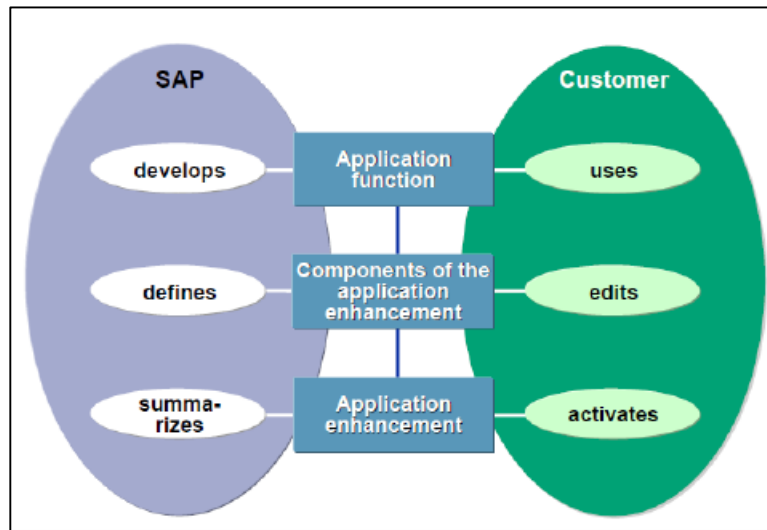 SAP
Customer
develops
Application
function
uses
defines
Components of the
application
enhancement
edits
summa-
rizes
Application
enhancement
activates